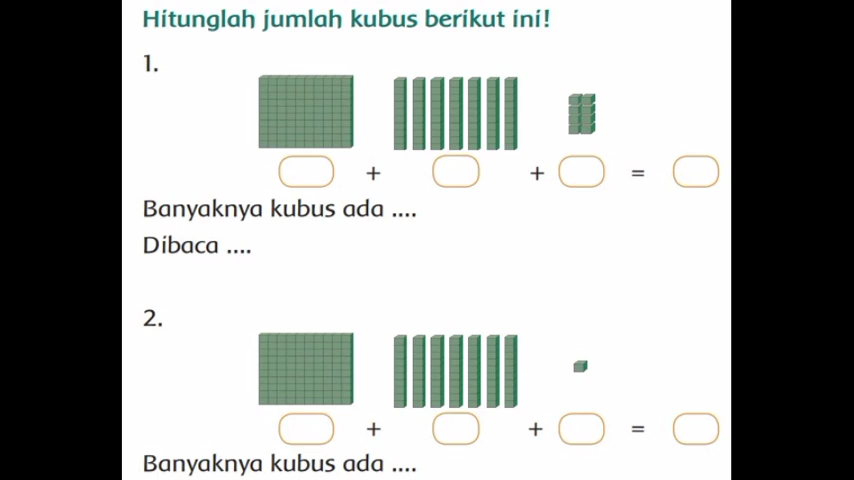 Hitunglah jumlah kubus berikut ini!
1.
+ + =
Banyaknya kubus ada ....
Dibaca ....
2.
+ + =
Banyaknya kubus ada ....